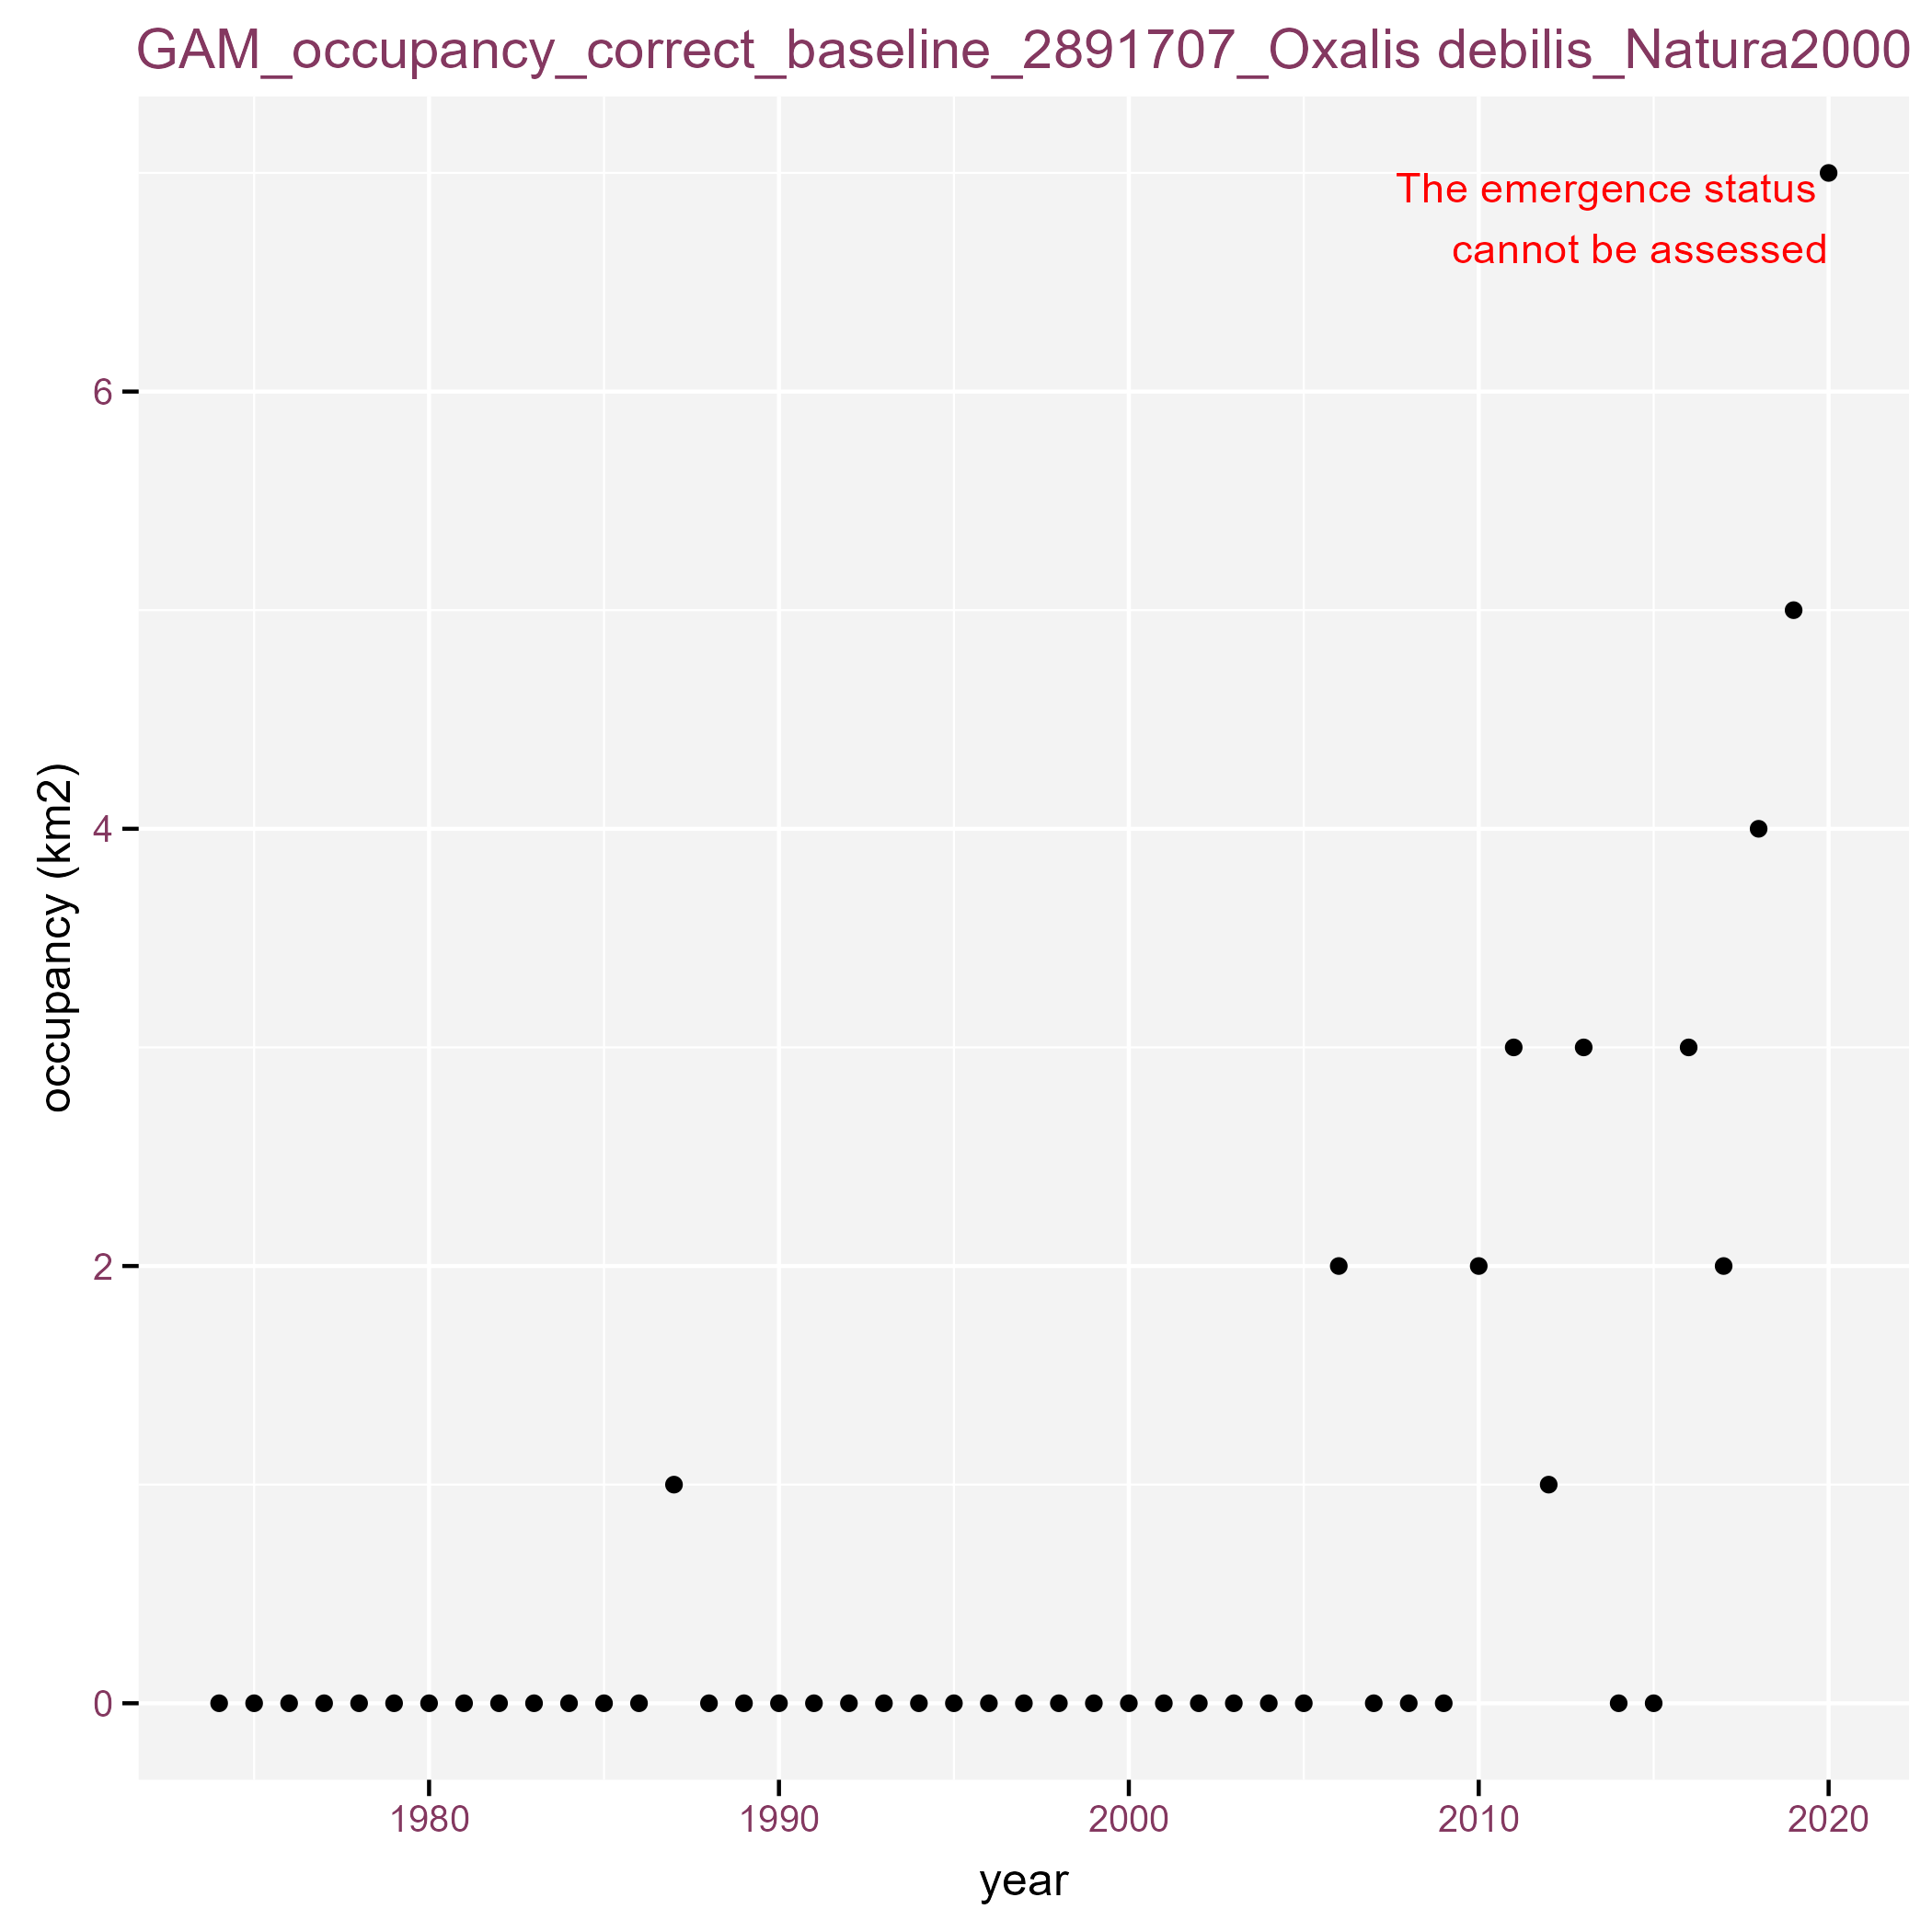 GAM_occupancy_correct_baseline_2891707_Oxalis debilis_Natura2000
The emergence status
cannot be assessed
6
4
2
0
occupancy (km2)
1980 1990 2000 2010 2020
year